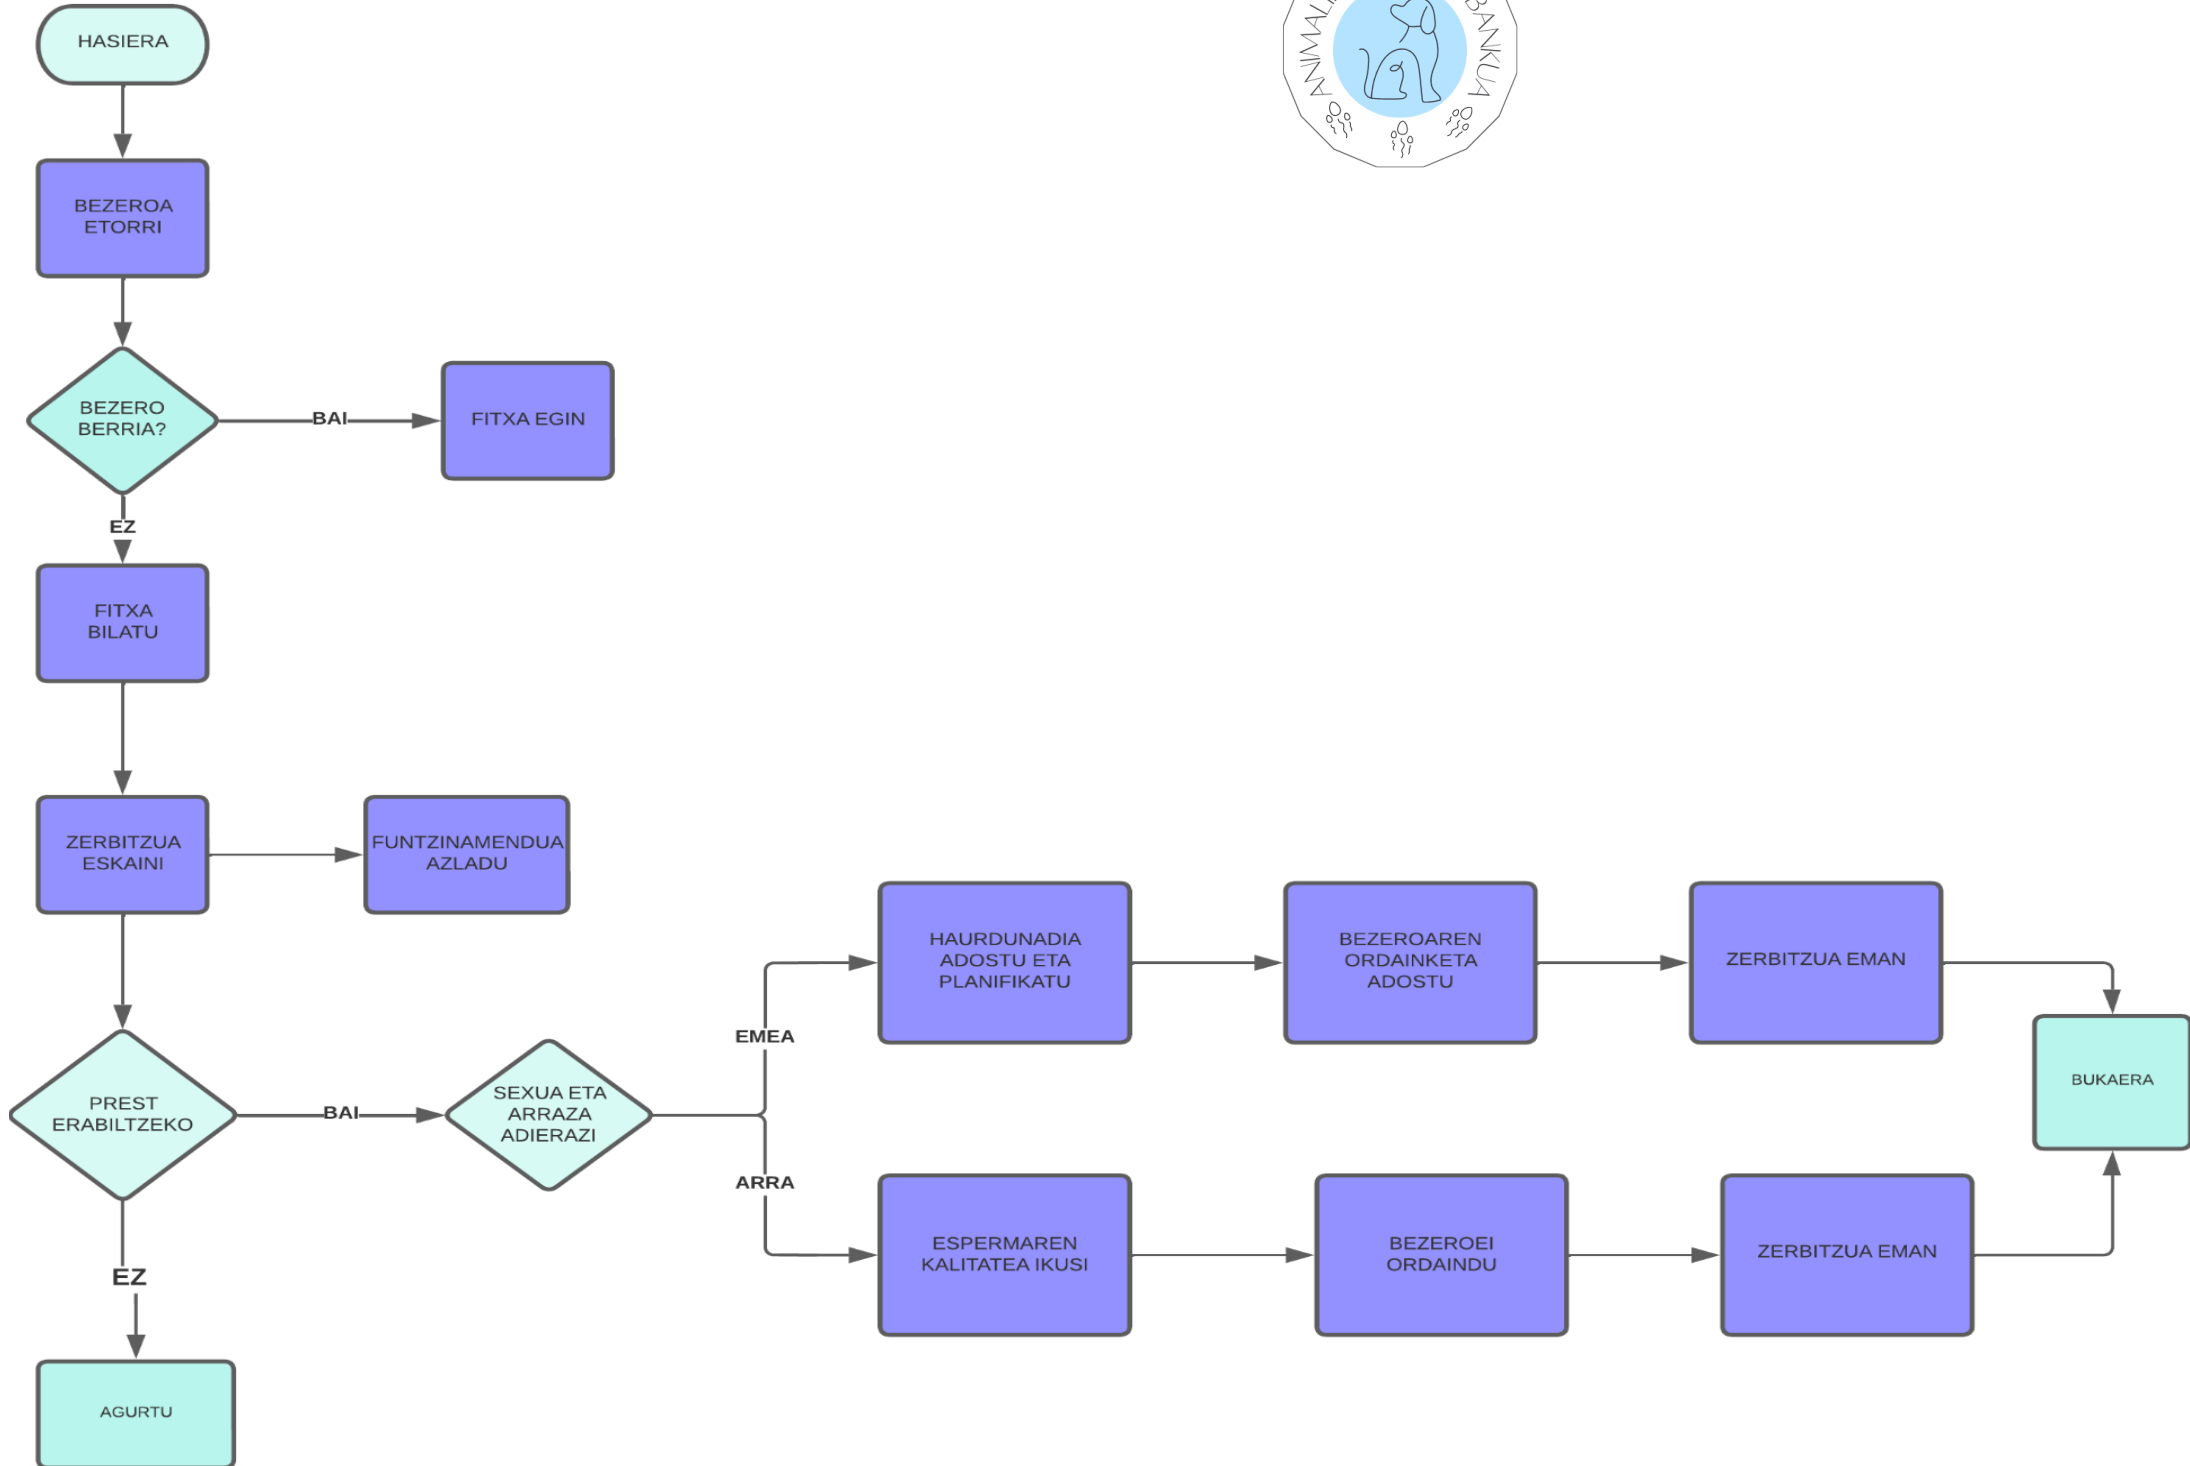 HASIERA
BANKUA
BEZEROA
ETORRI
BEZERO
BERRIA?
BAI
FITXA EGIN
EZ
FITXA
BILATU
ZERBITZUA
ESKAINI
FUNTZINAMENDUA
AZLADU
PREST
ERABILTZEKO
BAI
SEXUA ETA
ARRAZA
ADIERAZI
EMEA
HAURDUNADIA
ADOSTU ETA
PLANIFIKATU
BEZEROAREN
ORDAINKETA
ADOSTU
ZERBITZUA EMAN
BUKAERA
ARRA
ESPERMAREN
KALITATEA IKUSI
BEZEROEI
ORDAINDU
ZERBITZUA EMAN
EZ
AGURTU